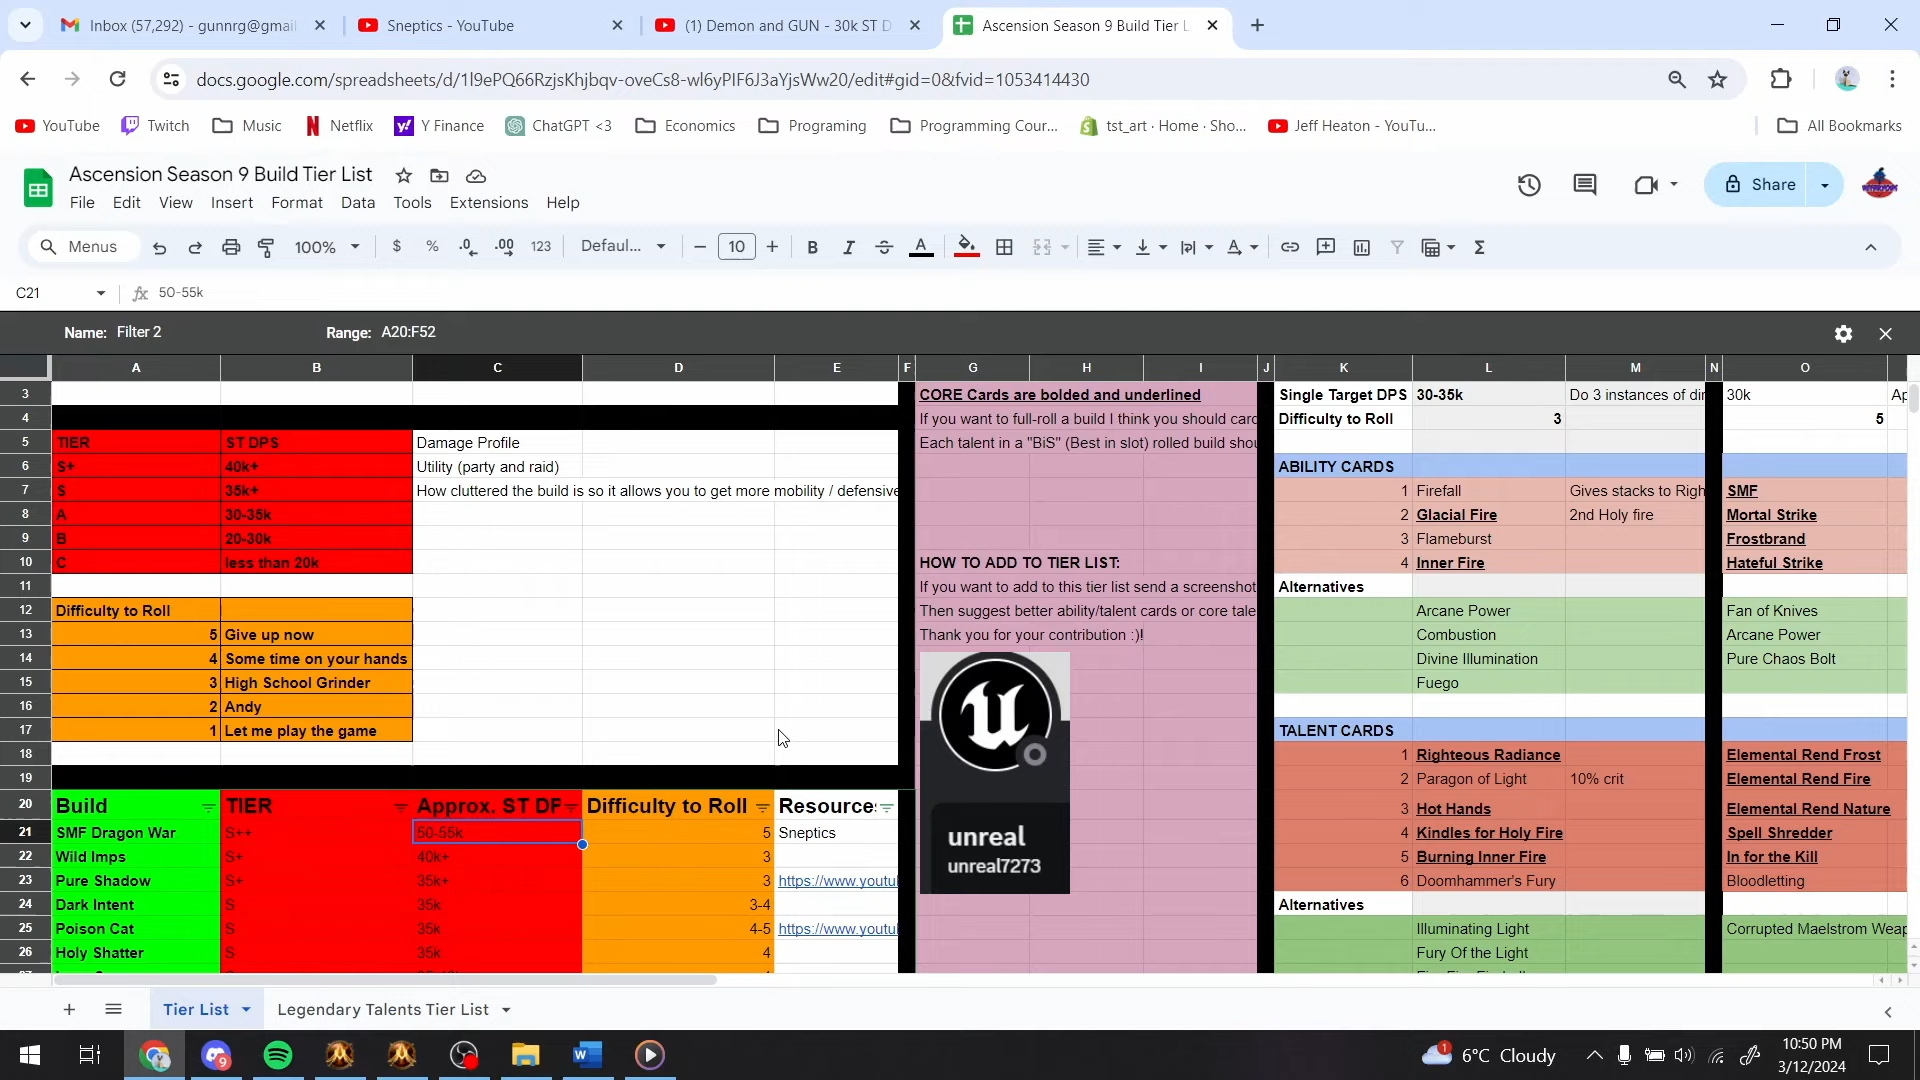 Inbox (57,292) - gunnrg@gmai
Sneptics - YouTube
(1) Demon and GUN - 30k ST D
Ascension Season 9 Build Tier L
docs.google.com/spreadsheets/d/1l9ePQ66RzjsKhjbqv-oveCs8-wl6yPIF6J3aYjsWw20/edit#gid=0&fvid=1053414430
YouTube
Twitch
Music
Netflix
Y Finance
ChatGPT <3
Economics
Programing
Programming Cour...
tst_art · Home · Sho...
Jeff Heaton - YouTu...
All Bookmarks
Ascension Season 9 Build Tier List
File Edit View Insert Format Data Tools Extensions Help
Share
Menus 100% $ % .0 .00 123 Defaul... 10
C21 fx 50-55k
Name: Filter 2 Range: A20:F52
A B C D E F G H I J K L M N O
3 CORE Cards are bolded and underlined Single Target DPS 30-35k Do 3 instances of dir 30k Ap
4 If you want to full-roll a build I think you should card Difficulty to Roll 3 5
5 TIER ST DPS Damage Profile Each talent in a "BiS" (Best in slot) rolled build shou
6 S+ 40k+ Utility (party and raid) ABILITY CARDS
7 S 35k+ How cluttered the build is so it allows you to get more mobility / defensive 1 Firefall Gives stacks to Righ SMF
8 A 30-35k 2 Glacial Fire 2nd Holy fire Mortal Strike
9 B 20-30k 3 Flameburst Frostbrand
10 C less than 20k HOW TO ADD TO TIER LIST: 4 Inner Fire Hateful Strike
11 If you want to add to this tier list send a screenshot Alternatives
12 Difficulty to Roll Then suggest better ability/talent cards or core tale Arcane Power Fan of Knives
13 5 Give up now Thank you for your contribution :)! Combustion Arcane Power
14 4 Some time on your hands Divine Illumination Pure Chaos Bolt
15 3 High School Grinder Fuego
16 2 Andy
17 1 Let me play the game TALENT CARDS
18 1 Righteous Radiance Elemental Rend Frost
19 2 Paragon of Light 10% crit Elemental Rend Fire
20 Build TIER Approx. ST DP Difficulty to Roll Resource: 3 Hot Hands Elemental Rend Nature
21 SMF Dragon War S++ 50-55k 5 Sneptics unreal 4 Kindles for Holy Fire Spell Shredder
22 Wild Imps S+ 40k+ 3 unreal7273 5 Burning Inner Fire In for the Kill
23 Pure Shadow S+ 35k+ 3 https://www.youtul 6 Doomhammer's Fury Bloodletting
24 Dark Intent S 35k 3-4 Alternatives
25 Poison Cat S 35k 4-5 https://www.youtul Illuminating Light Corrupted Maelstrom Weap
26 Holy Shatter S 35k 4 Fury Of the Light
Tier List Legendary Talents Tier List
9 1 6°C Cloudy
10:50 PM
3/12/2024